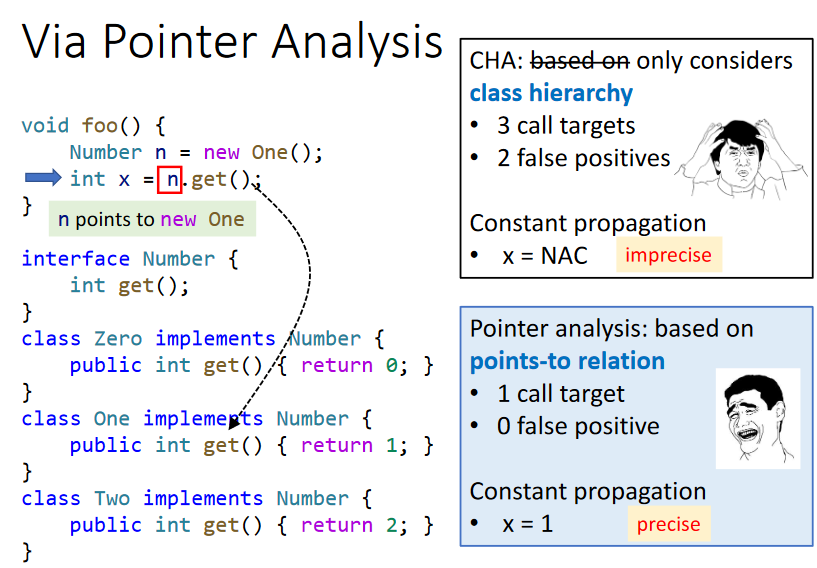 Via Pointer Analysis
void foo() {
    Number n = new One();
    int x = n.get();
}
n points to new One
interface Number {
    int get();
}
class Zero implements Number {
    public int get() { return 0; }
}
class One implements Number {
    public int get() { return 1; }
}
class Two implements Number {
    public int get() { return 2; }
}
CHA: based on only considers
class hierarchy
• 3 call targets
• 2 false positives
Constant propagation
• x = NAC imprecise
Pointer analysis: based on
points-to relation
• 1 call target
• 0 false positive
Constant propagation
• x = 1 precise